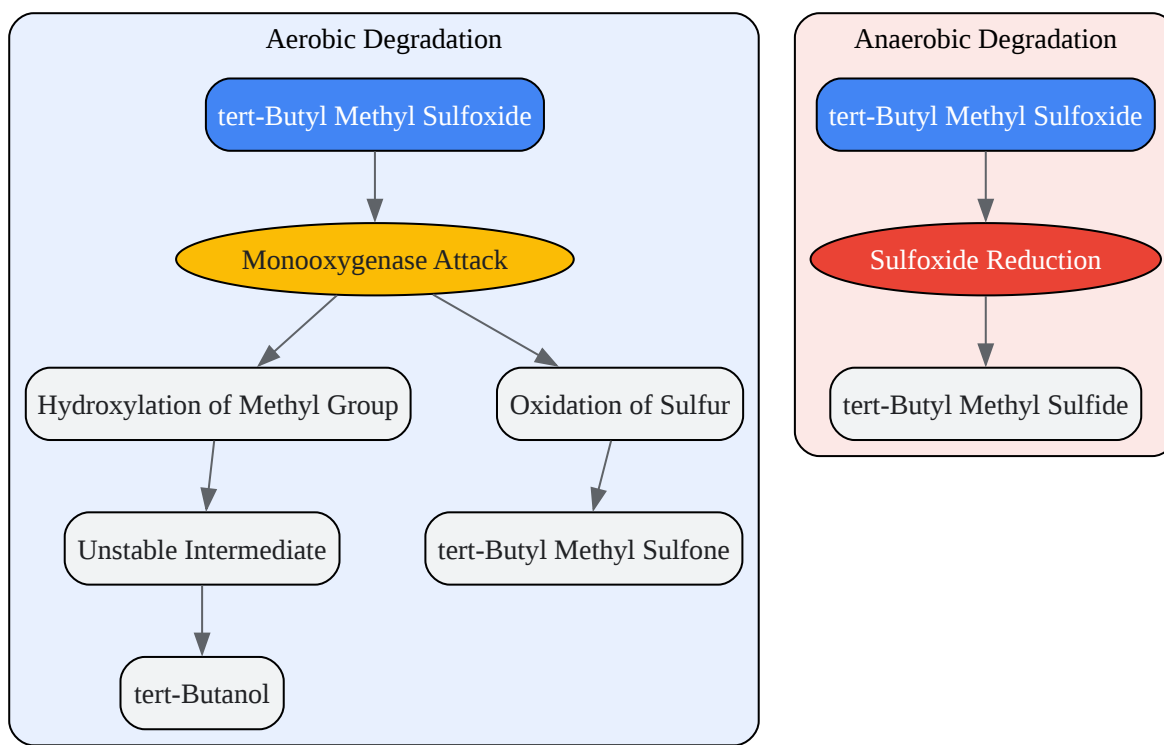 Aerobic Degradation
tert-Butyl Methyl Sulfoxide
Monooxygenase Attack
Hydroxylation of Methyl Group
Oxidation of Sulfur
Unstable Intermediate
tert-Butyl Methyl Sulfone
tert-Butanol
Anaerobic Degradation
tert-Butyl Methyl Sulfoxide
Sulfoxide Reduction
tert-Butyl Methyl Sulfide